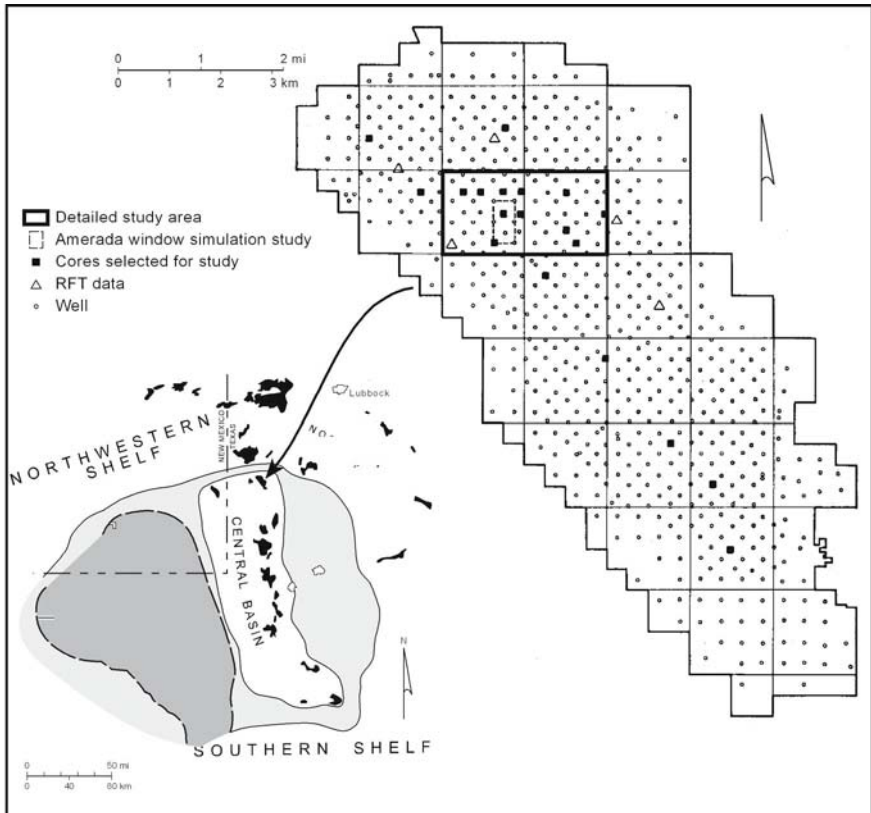 0 1 2 mi
0 1 2 3 km
Detailed study area
Amerada window simulation study
Cores selected for study
RFT data
Well
Lubbock
NO-
NEW MEXICO
TEXAS
NORTHWESTERN
SHELF
CENTRAL BASIN
N
SOUTHERN SHELF
0 50 mi
0 40 80 km